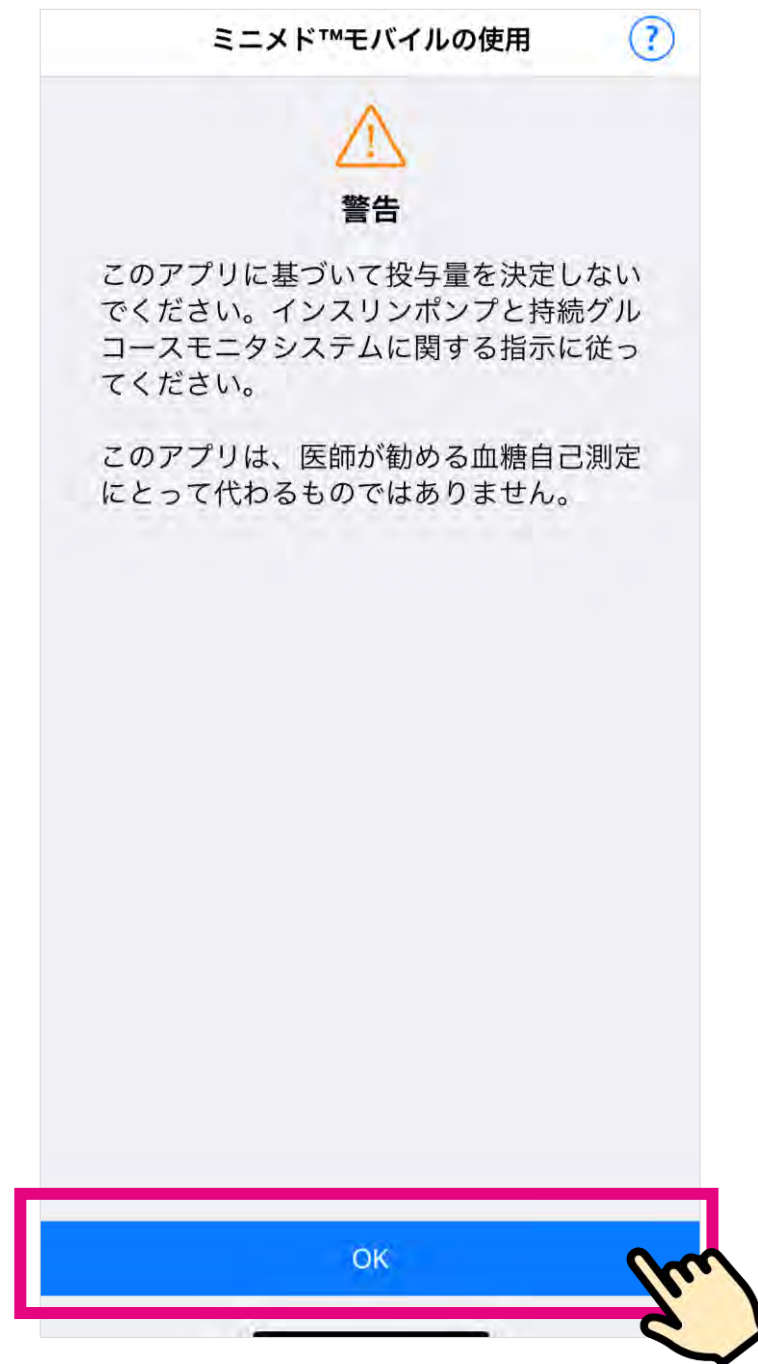 ミニメド™モバイルの使用
?
警告
このアプリに基づいて投与量を決定しない
でください。インスリンポンプと持続グル
コースモニタシステムに関する指示に従っ
てください。
このアプリは、医師が勧める血糖自己測定
にとって代わるものではありません。
OK